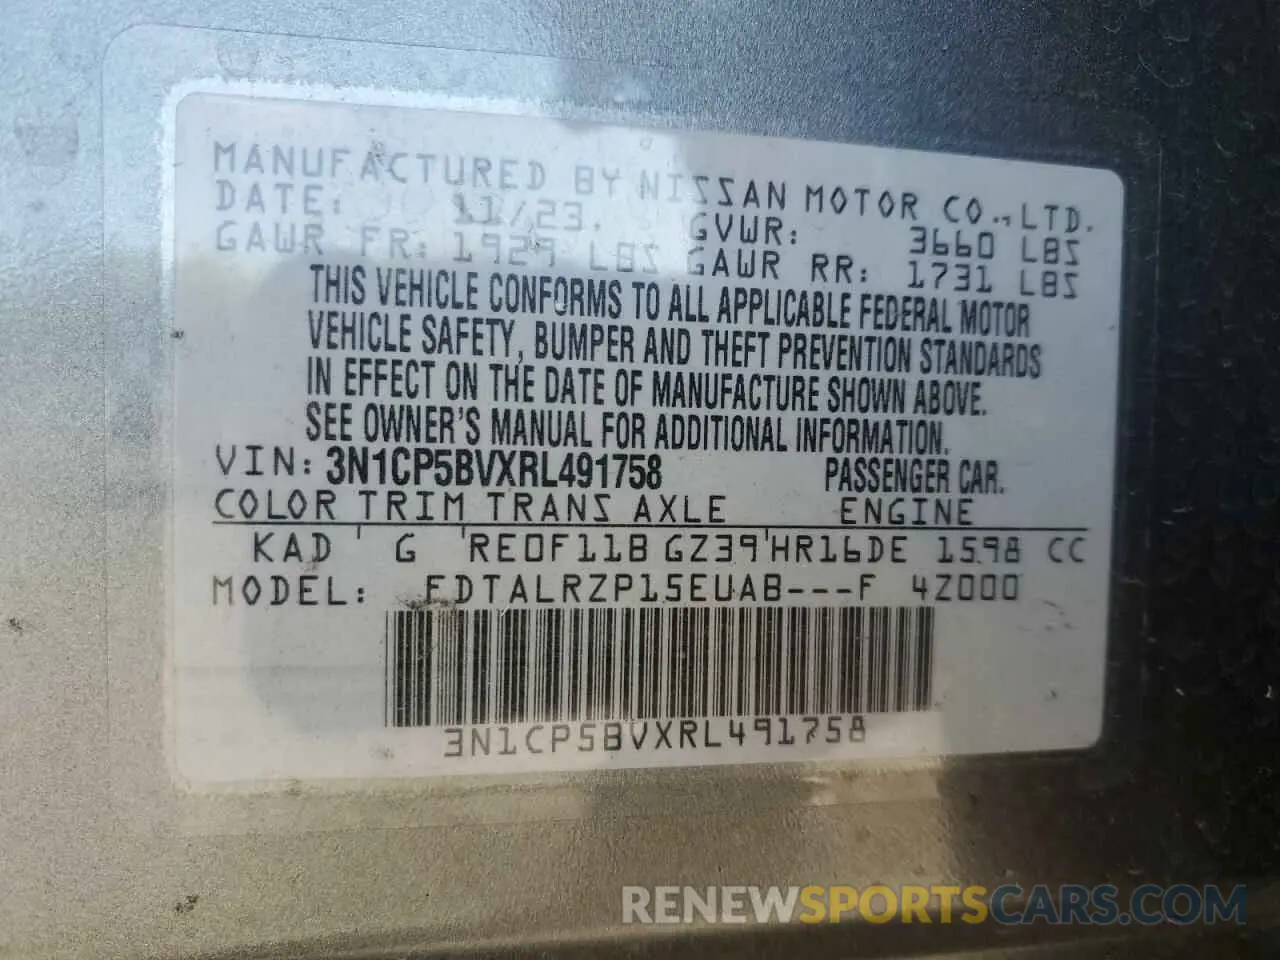 MANUFACTURED BY NISSAN MOTOR CO.,LTD.
DATE: 11/23. GVWR: 3660 LBS
GAWR FR: 1929 LBS GAWR RR: 1731 LBS
THIS VEHICLE CONFORMS TO ALL APPLICABLE FEDERAL MOTOR
VEHICLE SAFETY, BUMPER AND THEFT PREVENTION STANDARDS
IN EFFECT ON THE DATE OF MANUFACTURE SHOWN ABOVE.
SEE OWNER'S MANUAL FOR ADDITIONAL INFORMATION.
VIN: 3N1CP5BVXRL491758 PASSENGER CAR.
COLOR TRIM TRANS AXLE ENGINE
KAD ' G 'RE0F11B GZ39'HR16DE 1598 CC
MODEL: FDTALRZP15EUAB---F 4Z000
3N1CP5BVXRL491758
RENEWSPORTSCARS.COM